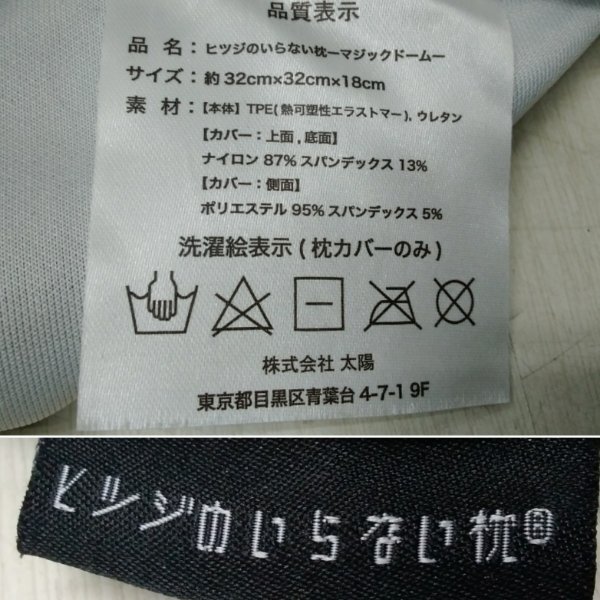 品質表示
品 名：ヒツジのいらない枕ーマジックドームー
サイズ：約32cm×32cm×18cm
素 材：【本体】TPE(熱可塑性エラストマー),ウレタン
【カバー：上面,底面】
ナイロン 87% スパンデックス 13%
【カバー：側面】
ポリエステル 95% スパンデックス 5%
洗濯絵表示(枕カバーのみ)
株式会社 太陽
東京都目黒区青葉台 4-7-1 9F
ヒツジのいらない枕®